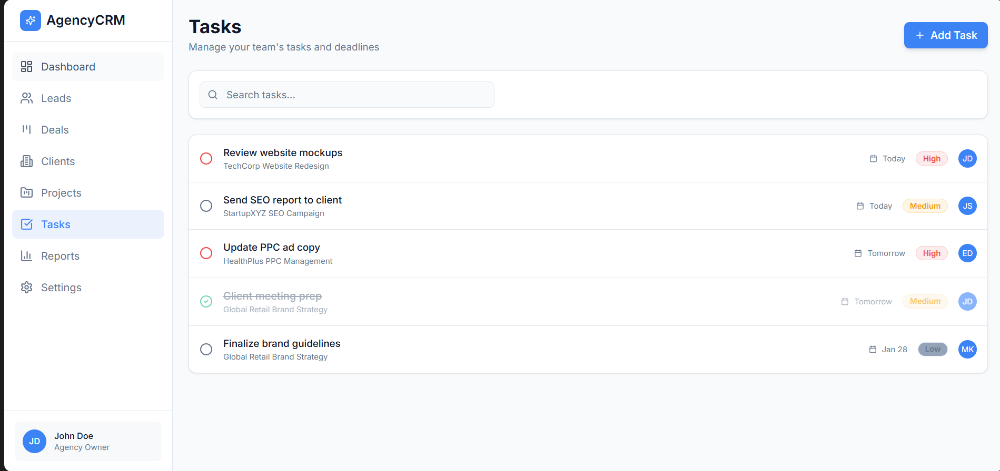 AgencyCRM
Dashboard
Leads
Deals
Clients
Projects
Tasks
Reports
Settings
JD
John Doe
Agency Owner
Tasks
Manage your team's tasks and deadlines
+ Add Task
Search tasks...
Review website mockups
TechCorp Website Redesign
Today High JD
Send SEO report to client
StartupXYZ SEO Campaign
Today Medium JS
Update PPC ad copy
HealthPlus PPC Management
Tomorrow High ED
Client meeting prep
Global Retail Brand Strategy
Tomorrow Medium JD
Finalize brand guidelines
Global Retail Brand Strategy
Jan 28 Low MK